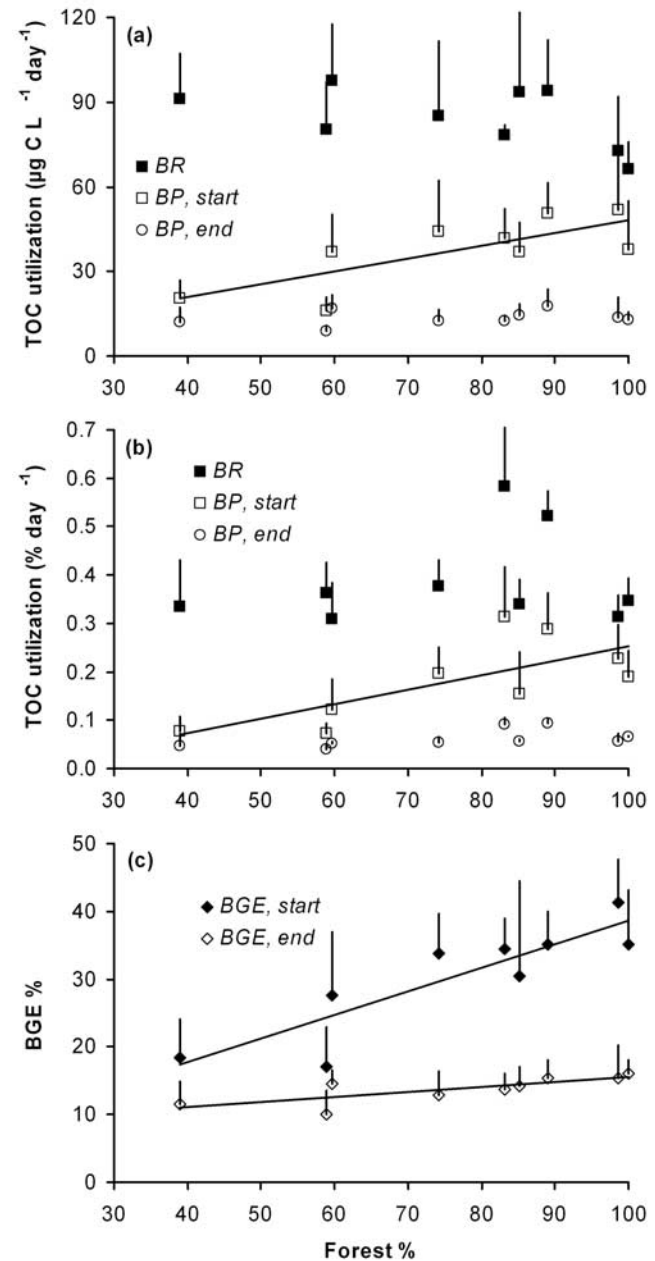 (a)
TOC utilization (µg C L ⁻¹ day ⁻¹)
120
90
60
30
0
BR
BP, start
BP, end
30 40 50 60 70 80 90 100
(b)
TOC utilization (% day ⁻¹)
0.7
0.6
0.5
0.4
0.3
0.2
0.1
0.0
BR
BP, start
BP, end
30 40 50 60 70 80 90 100
(c)
BGE %
50
40
30
20
10
0
BGE, start
BGE, end
30 40 50 60 70 80 90 100
Forest %